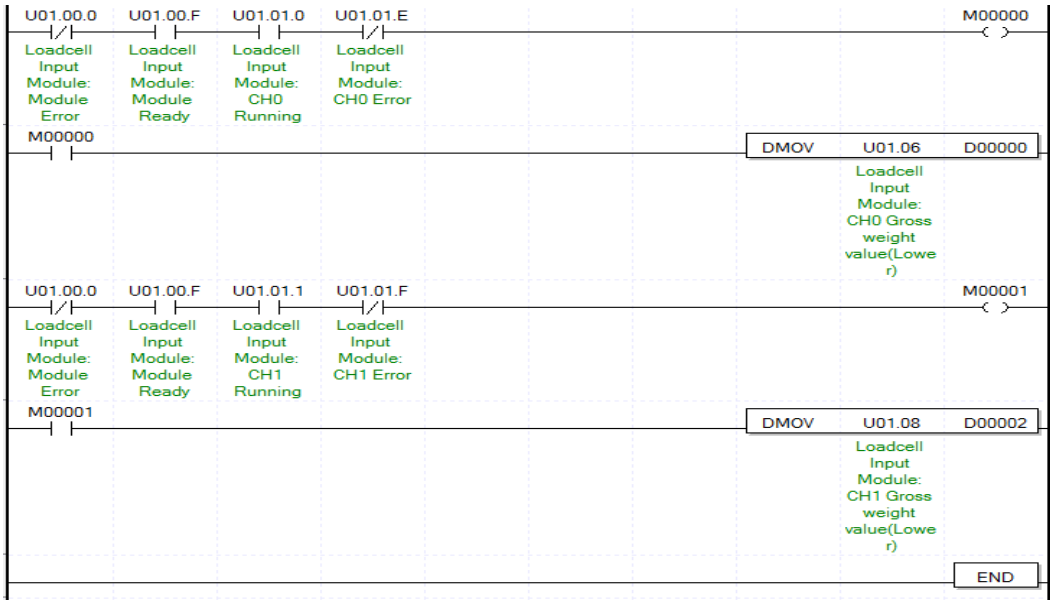 U01.00.0 U01.00.F U01.01.0 U01.01.E M00000
Loadcell Loadcell Loadcell Loadcell
Input Input Input Input
Module: Module: Module: Module:
Module Module CH0 CH0 Error
Error Ready Running
M00000
DMOV U01.06 D00000
Loadcell
Input
Module:
CH0 Gross
weight
value(Lowe
r)
U01.00.0 U01.00.F U01.01.1 U01.01.F M00001
Loadcell Loadcell Loadcell Loadcell
Input Input Input Input
Module: Module: Module: Module:
Module Module CH1 CH1 Error
Error Ready Running
M00001
DMOV U01.08 D00002
Loadcell
Input
Module:
CH1 Gross
weight
value(Lowe
r)
END